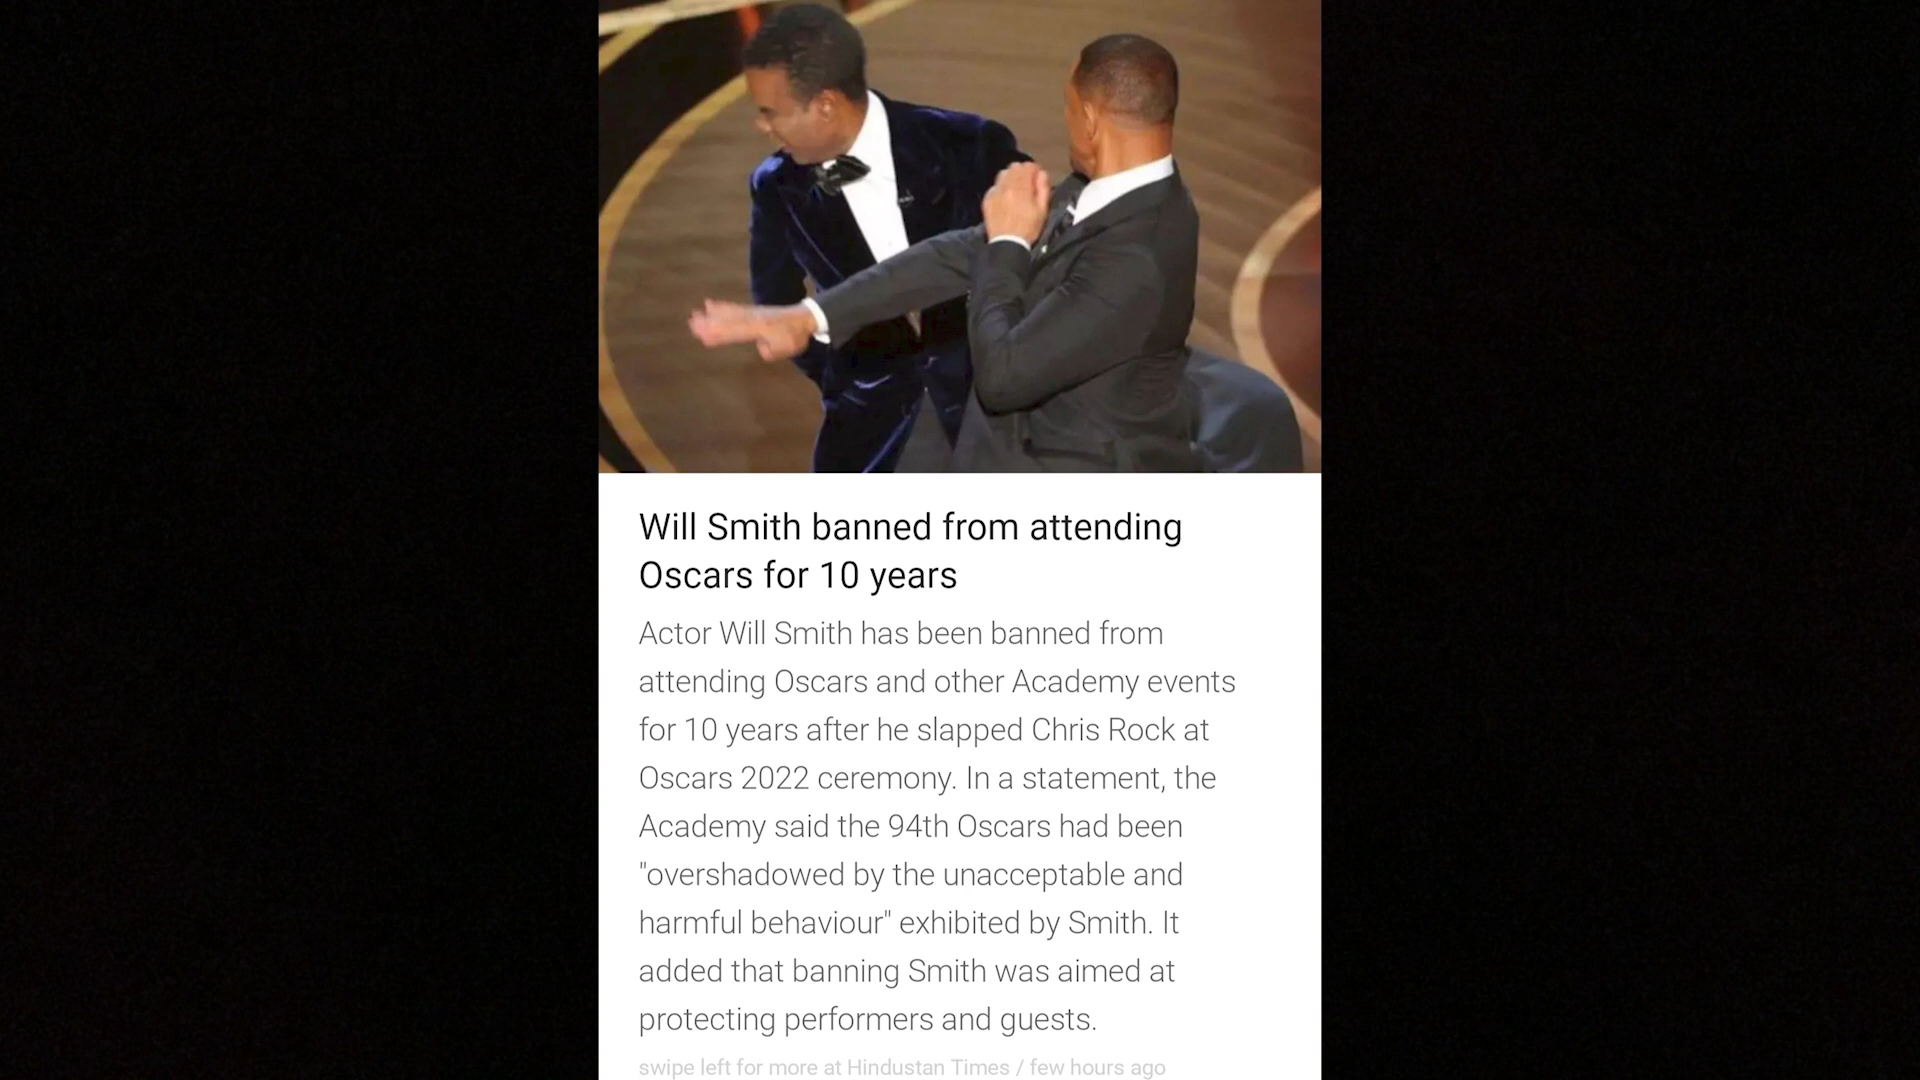 Will Smith banned from attending
Oscars for 10 years
Actor Will Smith has been banned from
attending Oscars and other Academy events
for 10 years after he slapped Chris Rock at
Oscars 2022 ceremony. In a statement, the
Academy said the 94th Oscars had been
"overshadowed by the unacceptable and
harmful behaviour" exhibited by Smith. It
added that banning Smith was aimed at
protecting performers and guests.
swipe left for more at Hindustan Times / few hours ago